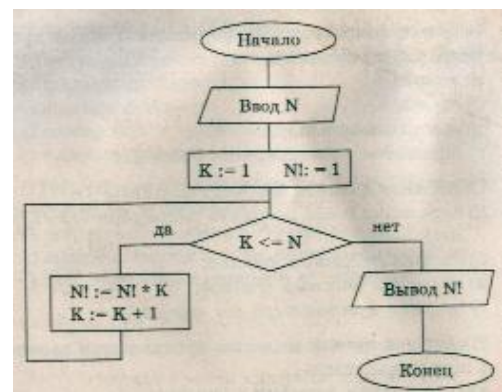 Начало
Ввод N
K := 1 N!: = 1
K <= N
да
нет
N! := N! * K
K := K + 1
Вывод N!
Конец